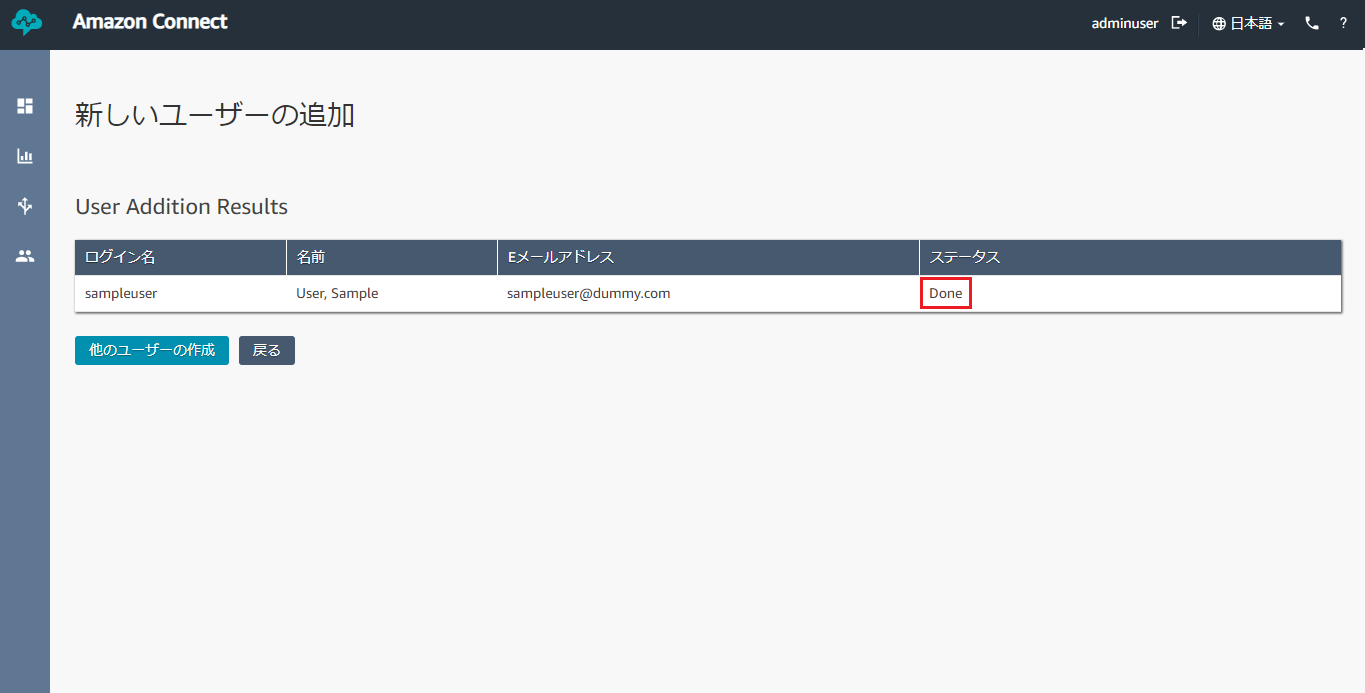 Amazon Connect
adminuser 日本語 ?
新しいユーザーの追加
User Addition Results
ログイン名 名前 Eメールアドレス ステータス
sampleuser User, Sample sampleuser@dummy.com Done
他のユーザーの作成 戻る